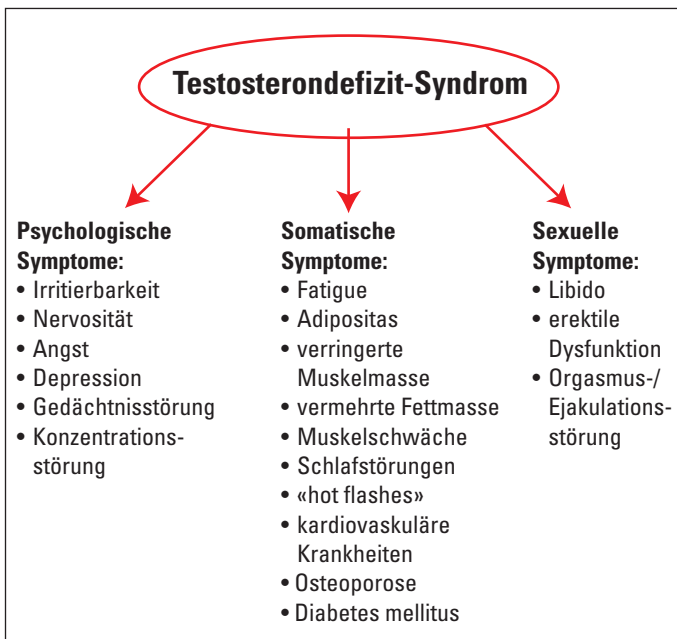 Testosterondefizit-Syndrom
Psychologische
Symptome:
• Irritierbarkeit
• Nervosität
• Angst
• Depression
• Gedächtnisstörung
• Konzentrations-
störung
Somatische
Symptome:
• Fatigue
• Adipositas
• verringerte
Muskelmasse
• vermehrte Fettmasse
• Muskelschwäche
• Schlafstörungen
• «hot flashes»
• kardiovaskuläre
Krankheiten
• Osteoporose
• Diabetes mellitus
Sexuelle
Symptome:
• Libido
• erektile
Dysfunktion
• Orgasmus-/
Ejakulations-
störung